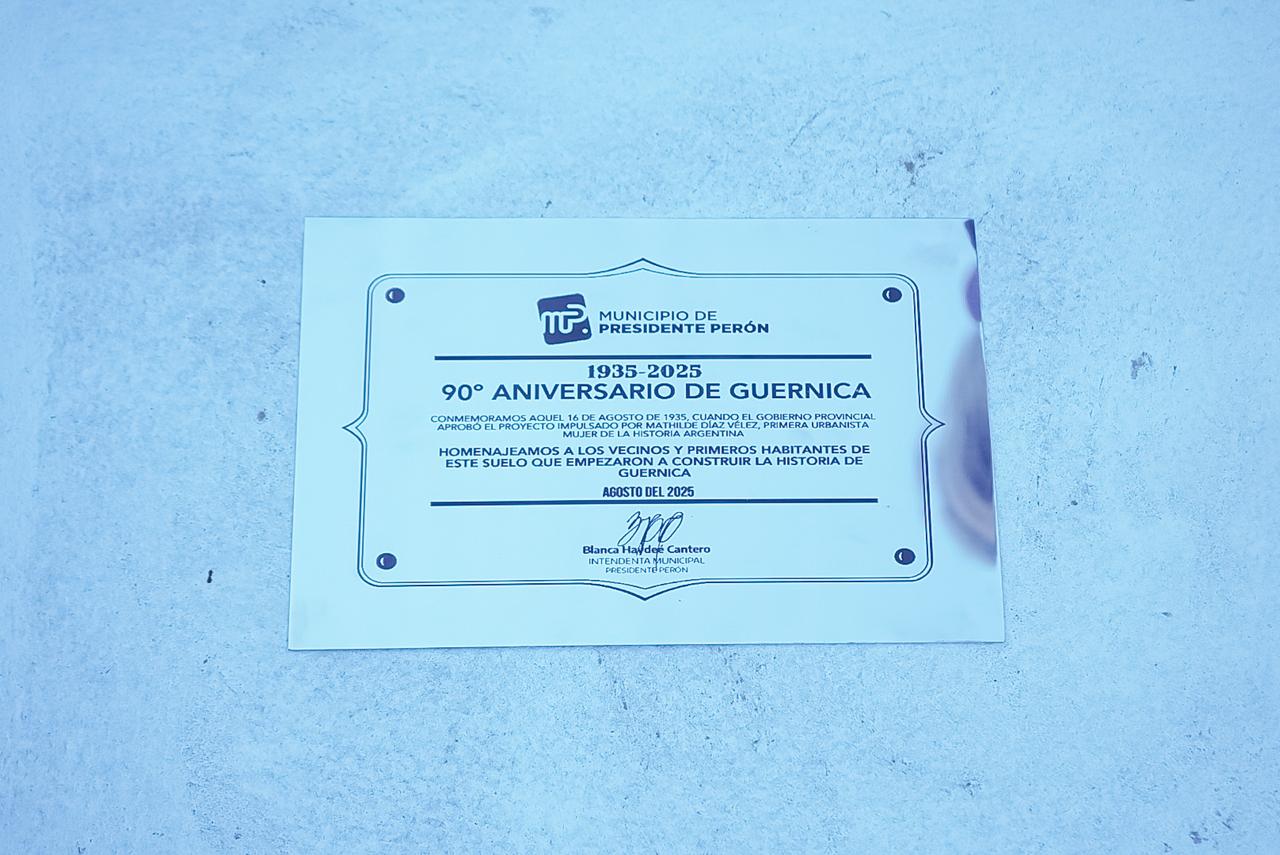 mp.
MUNICIPIO DE
PRESIDENTE PERÓN
1935-2025
90° ANIVERSARIO DE GUERNICA
CONMEMORAMOS AQUEL 16 DE AGOSTO DE 1935, CUANDO EL GOBIERNO PROVINCIAL
APROBÓ EL PROYECTO IMPULSADO POR MATHILDE DÍAZ VÉLEZ, PRIMERA URBANISTA
MUJER DE LA HISTORIA ARGENTINA
HOMENAJEAMOS A LOS VECINOS Y PRIMEROS HABITANTES DE
ESTE SUELO QUE EMPEZARON A CONSTRUIR LA HISTORIA DE
GUERNICA
AGOSTO DEL 2025
Blanca Haydeé Cantero
INTENDENTA MUNICIPAL
PRESIDENTE PERÓN